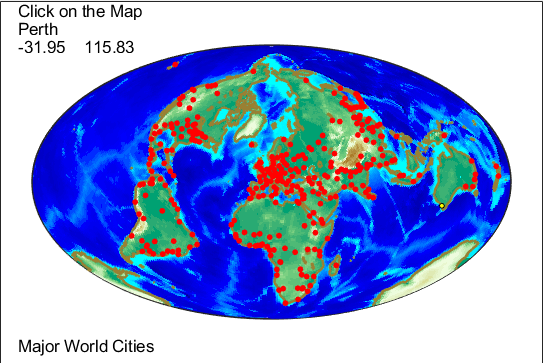 Click on the Map
Perth
-31.95 115.83
Major World Cities